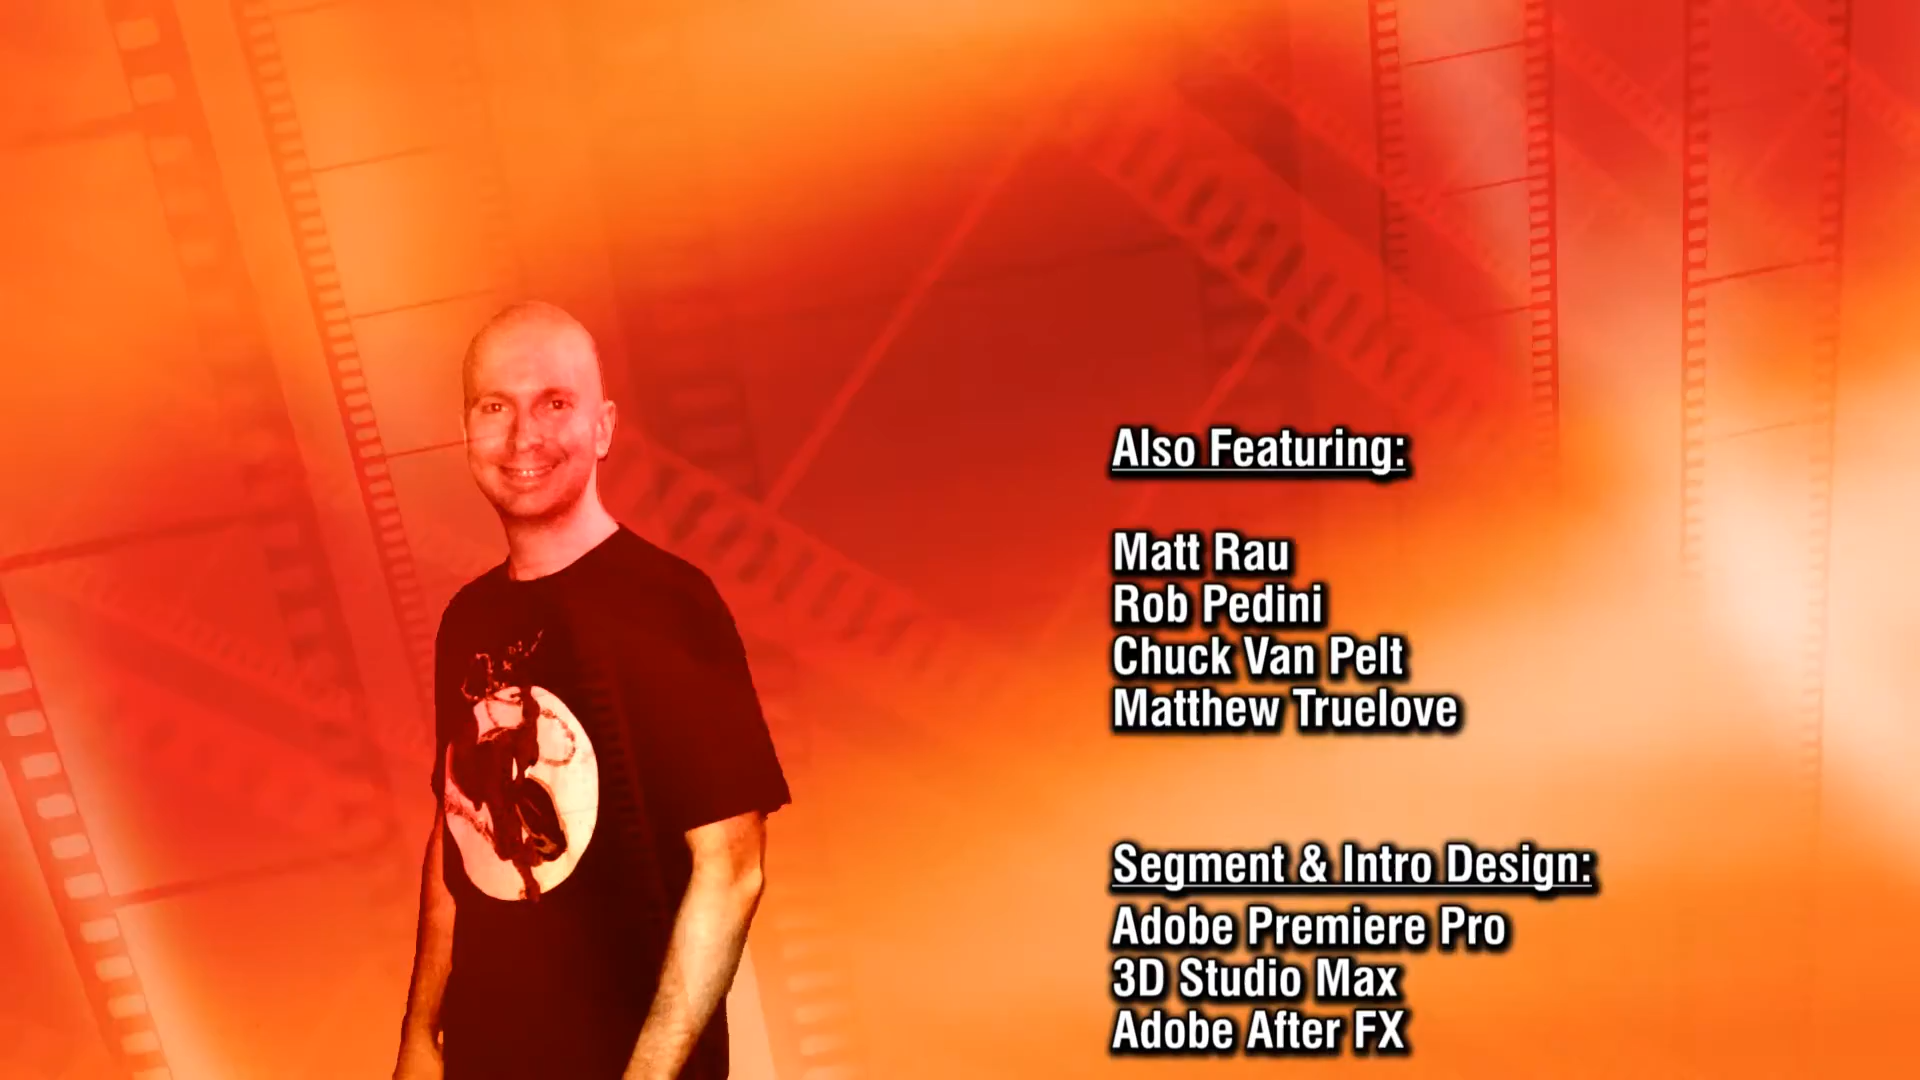 Also Featuring:
Matt Rau
Rob Pedini
Chuck Van Pelt
Matthew Truelove
Segment & Intro Design:
Adobe Premiere Pro
3D Studio Max
Adobe After FX